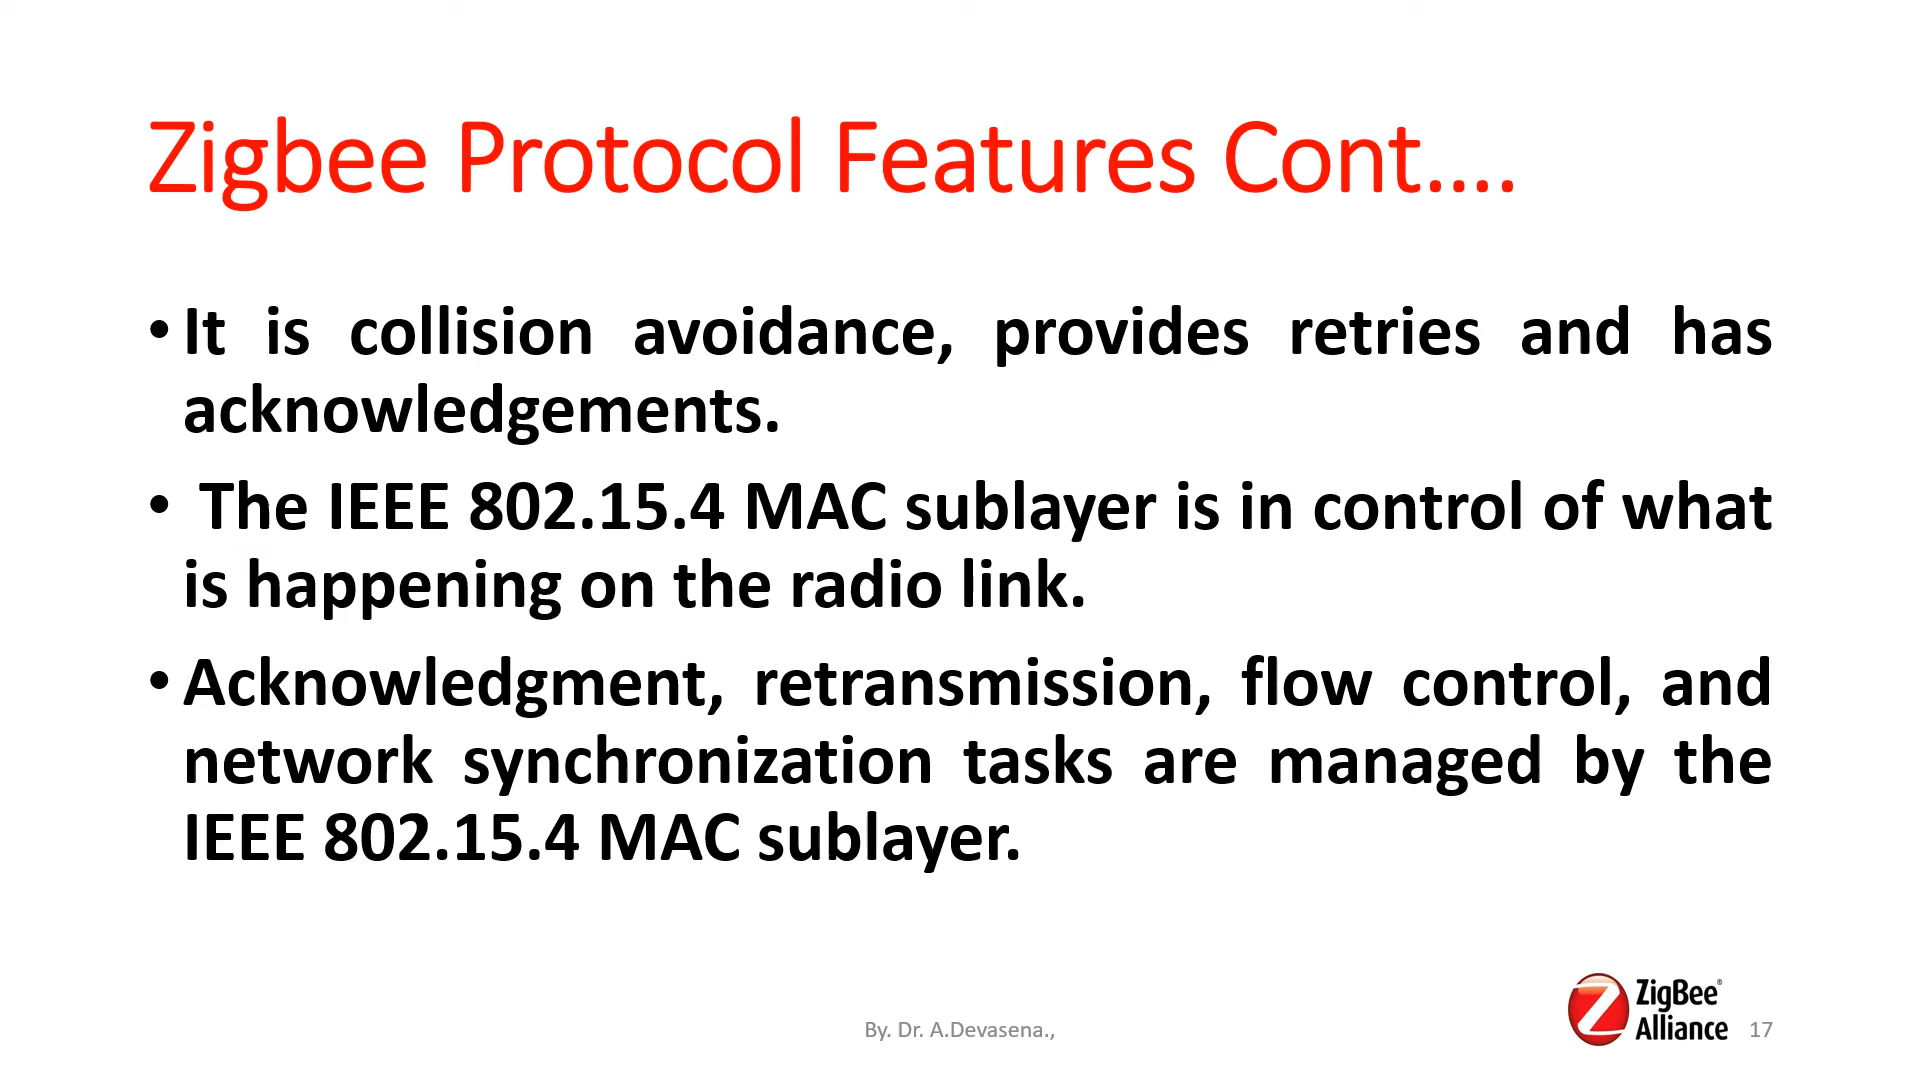 Zigbee Protocol Features Cont....
• It is collision avoidance, provides retries and has
acknowledgements.
• The IEEE 802.15.4 MAC sublayer is in control of what
is happening on the radio link.
• Acknowledgment, retransmission, flow control, and
network synchronization tasks are managed by the
IEEE 802.15.4 MAC sublayer.
By. Dr. A.Devasena.,
ZigBee®
Alliance
17